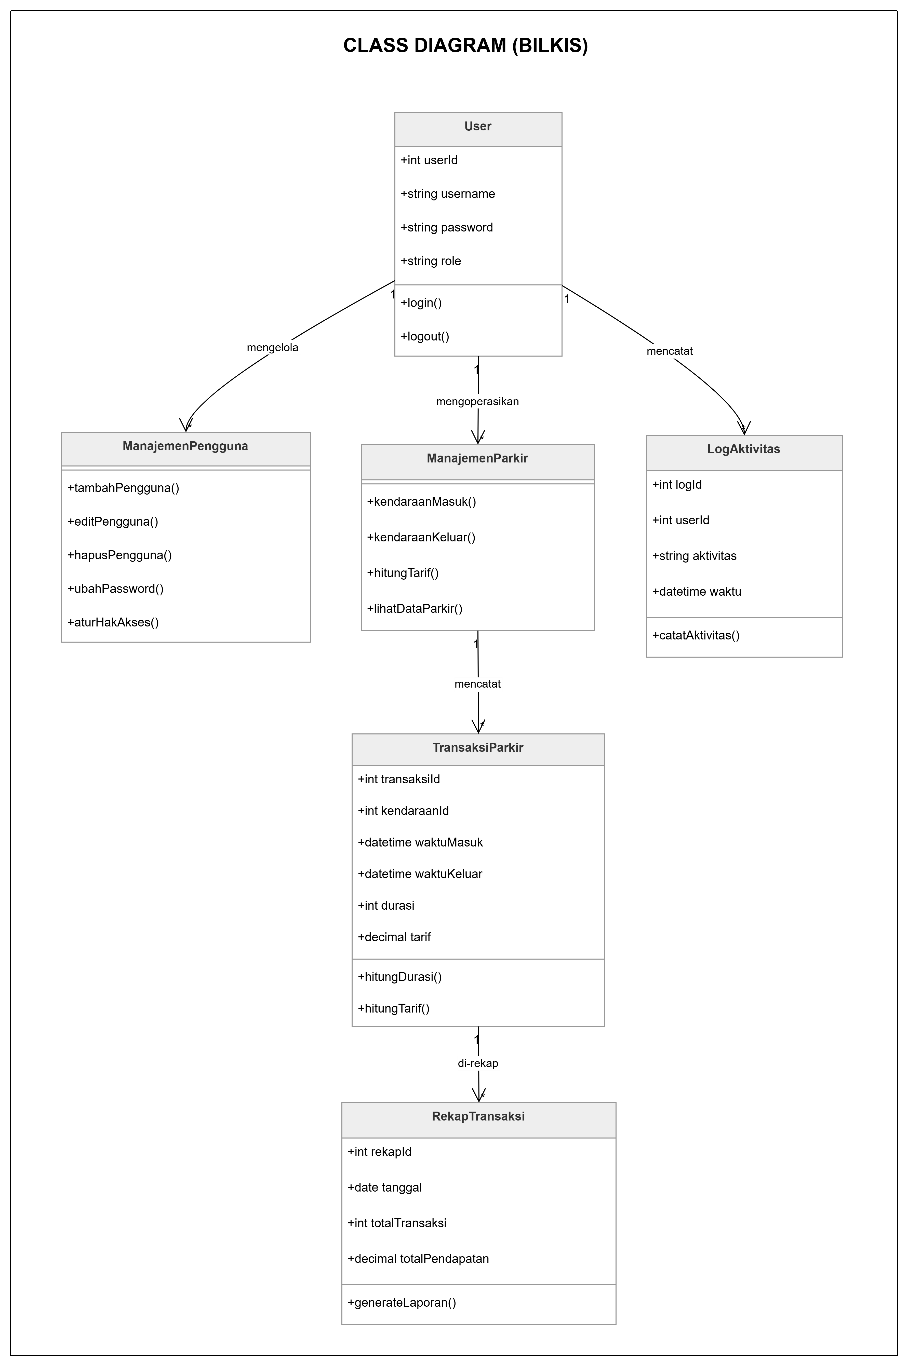 CLASS DIAGRAM (BILKIS)
User
+int userId
+string username
+string password
+string role
+login()
+logout()
1
1
1
mengelola
mengoperasikan
mencatat
*
*
*
ManajemenPengguna
+tambahPengguna()
+editPengguna()
+hapusPengguna()
+ubahPassword()
+aturHakAkses()
ManajemenParkir
+kendaraanMasuk()
+kendaraanKeluar()
+hitungTarif()
+lihatDataParkir()
LogAktivitas
+int logId
+int userId
+string aktivitas
+datetime waktu
+catatAktivitas()
1
mencatat
*
TransaksiParkir
+int transaksiId
+int kendaraanId
+datetime waktuMasuk
+datetime waktuKeluar
+int durasi
+decimal tarif
+hitungDurasi()
+hitungTarif()
1
di-rekap
*
RekapTransaksi
+int rekapId
+date tanggal
+int totalTransaksi
+decimal totalPendapatan
+generateLaporan()